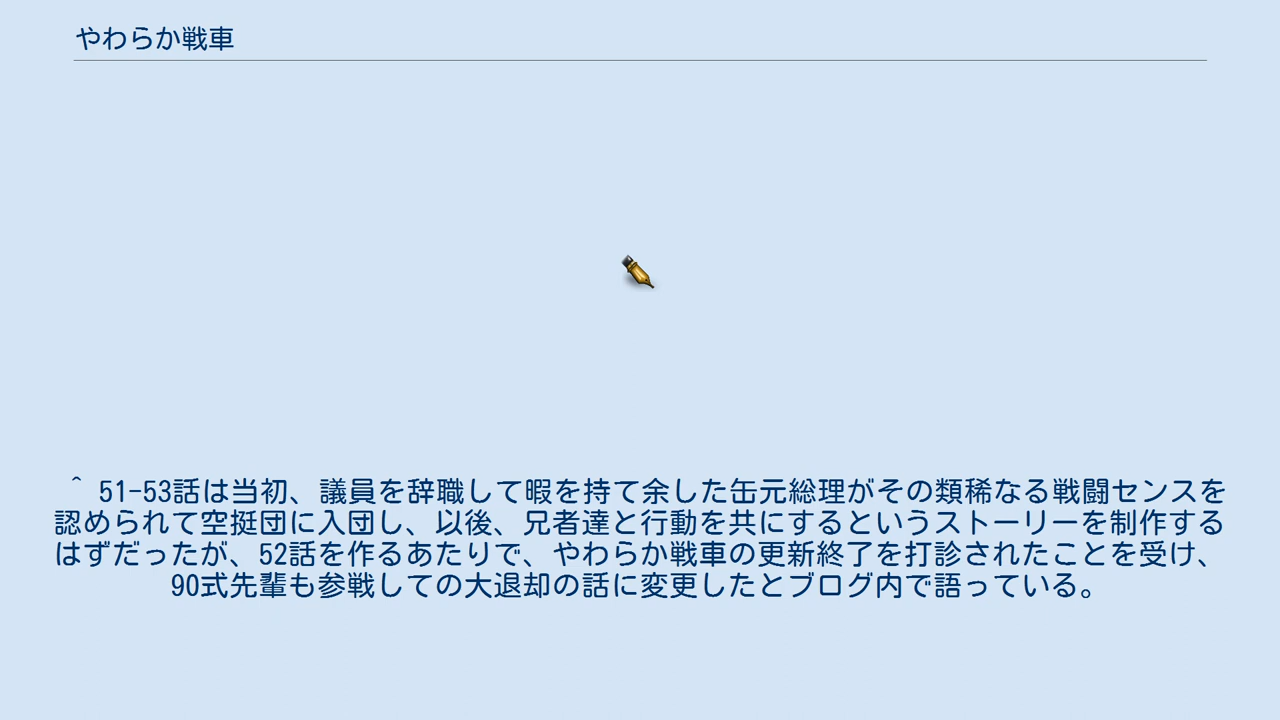 やわらか戦車
^ 51-53話は当初、議員を辞職して暇を持て余した缶元総理がその類稀なる戦闘センスを
認められて空挺団に入団し、以後、兄者達と行動を共にするというストーリーを制作する
はずだったが、52話を作るあたりで、やわらか戦車の更新終了を打診されたことを受け、
90式先輩も参戦しての大退却の話に変更したとブログ内で語っている。